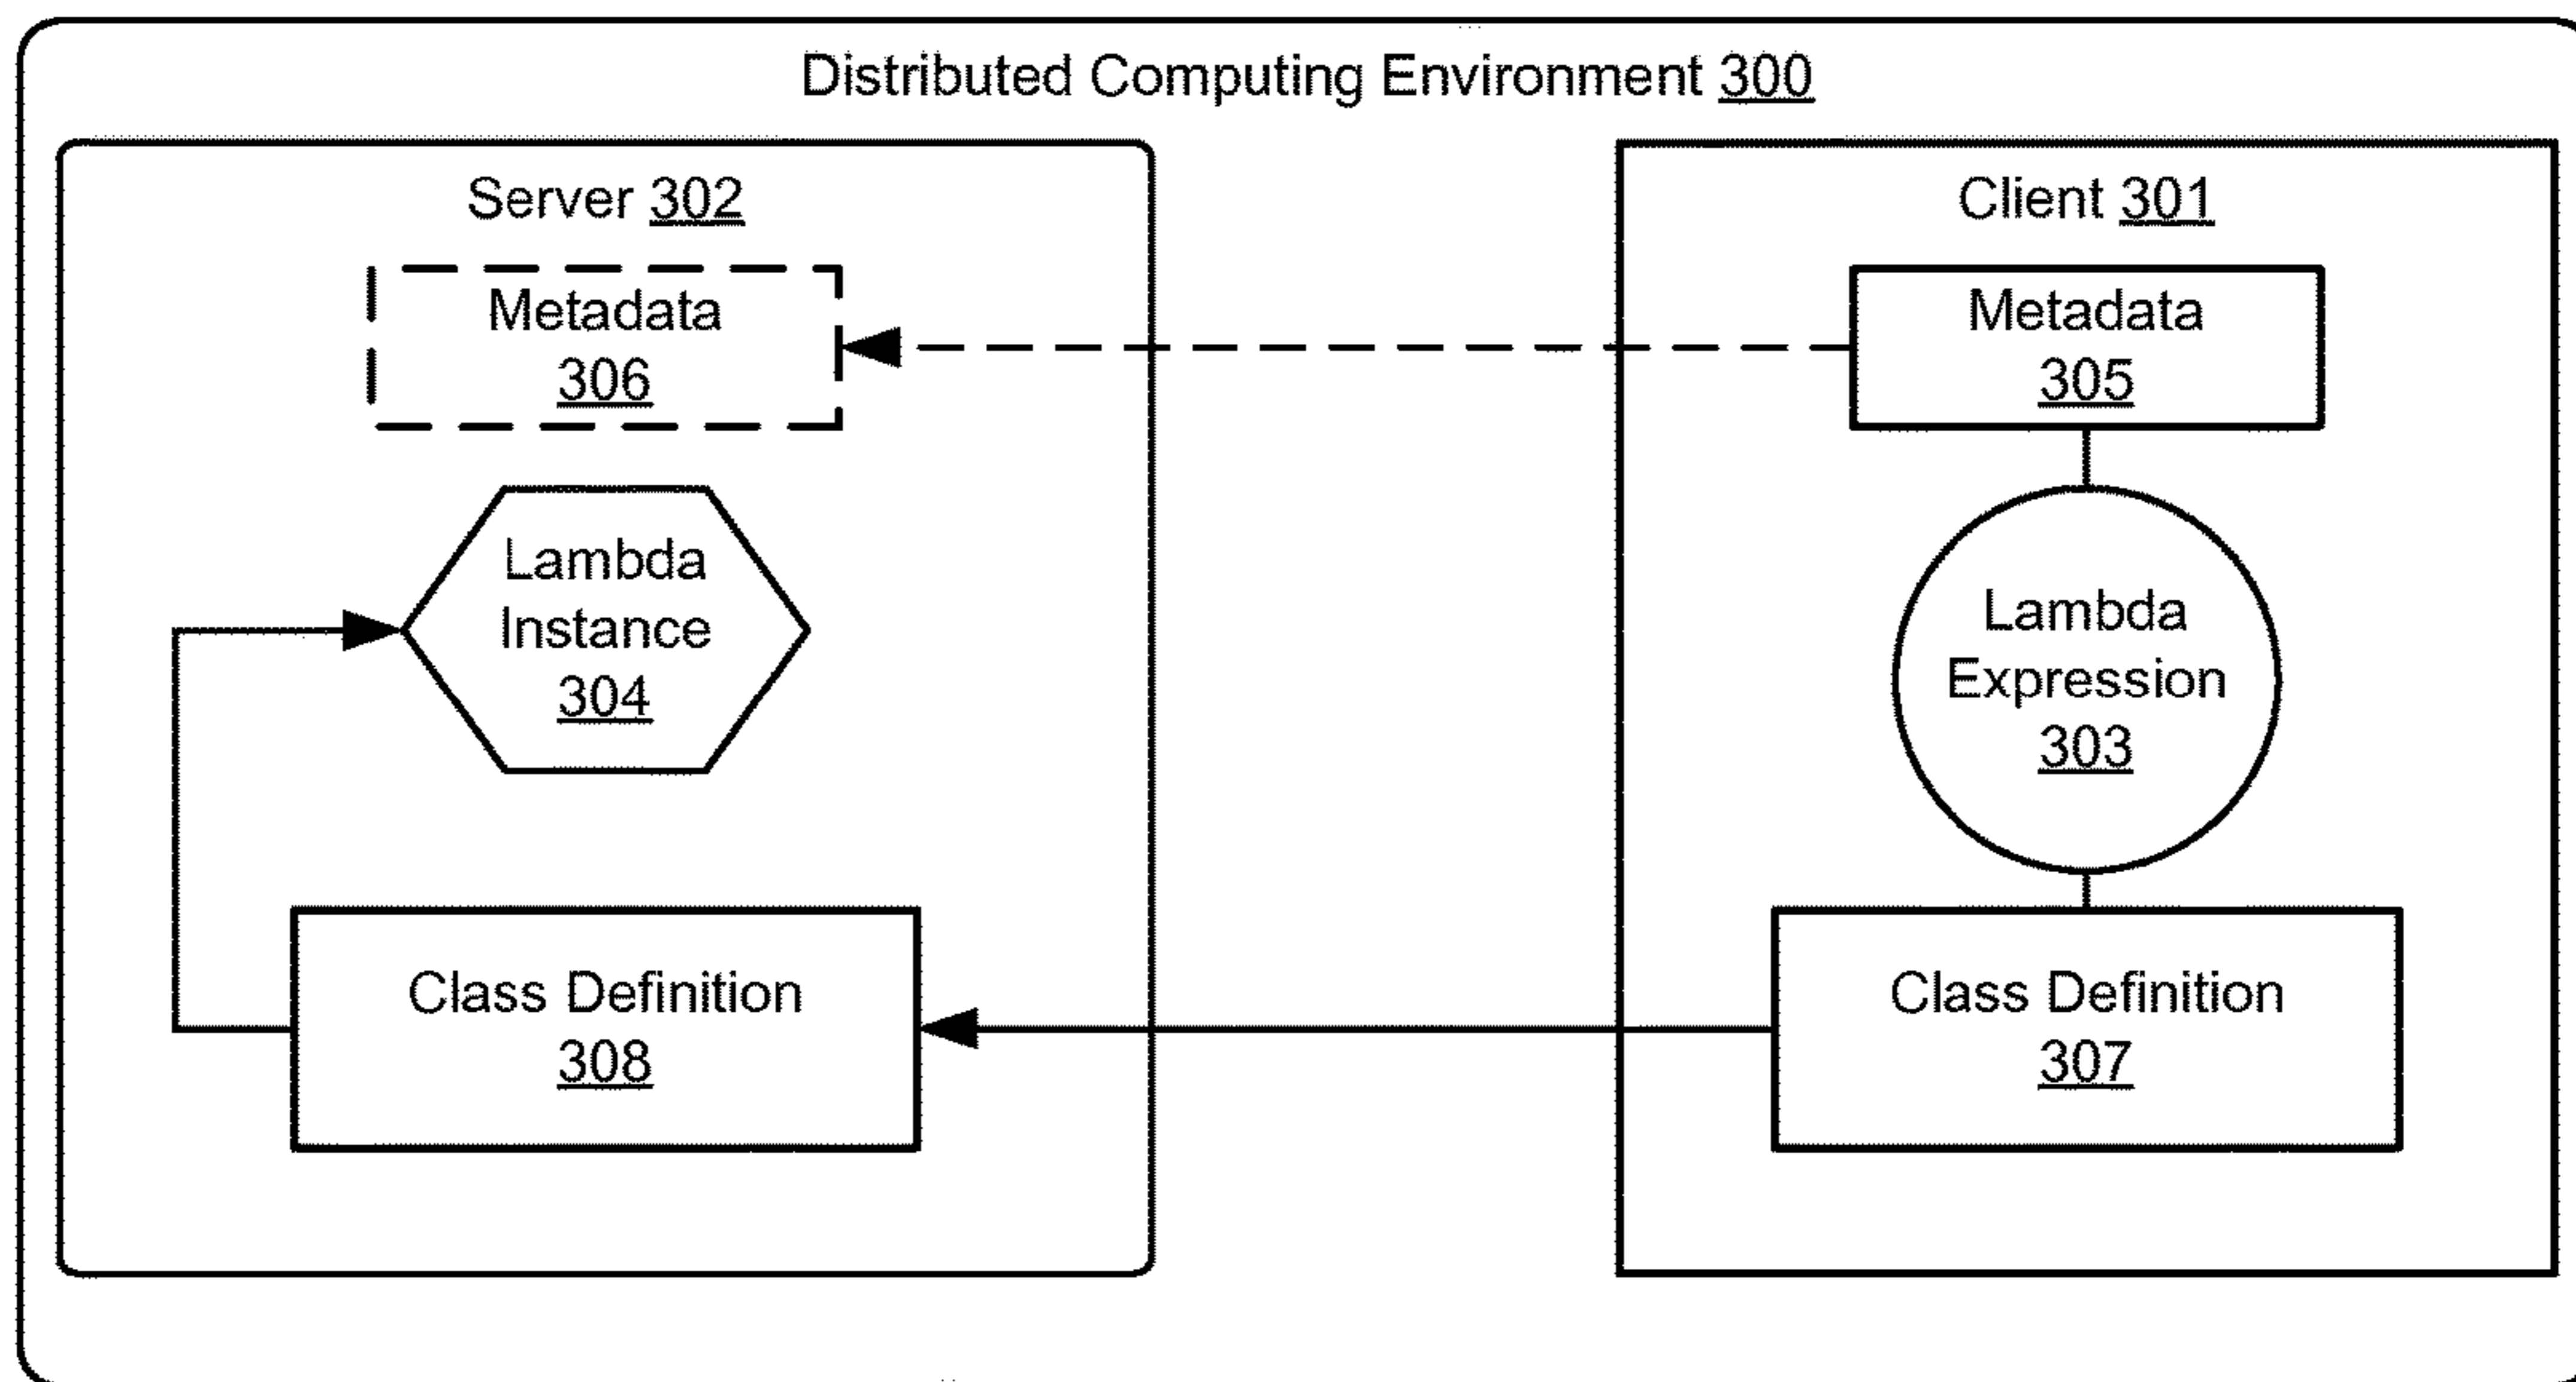 Distributed Computing Environment 300
Server 302
Metadata
306
Lambda
Instance
304
Class Definition
308
Client 301
Metadata
305
Lambda
Expression
303
Class Definition
307